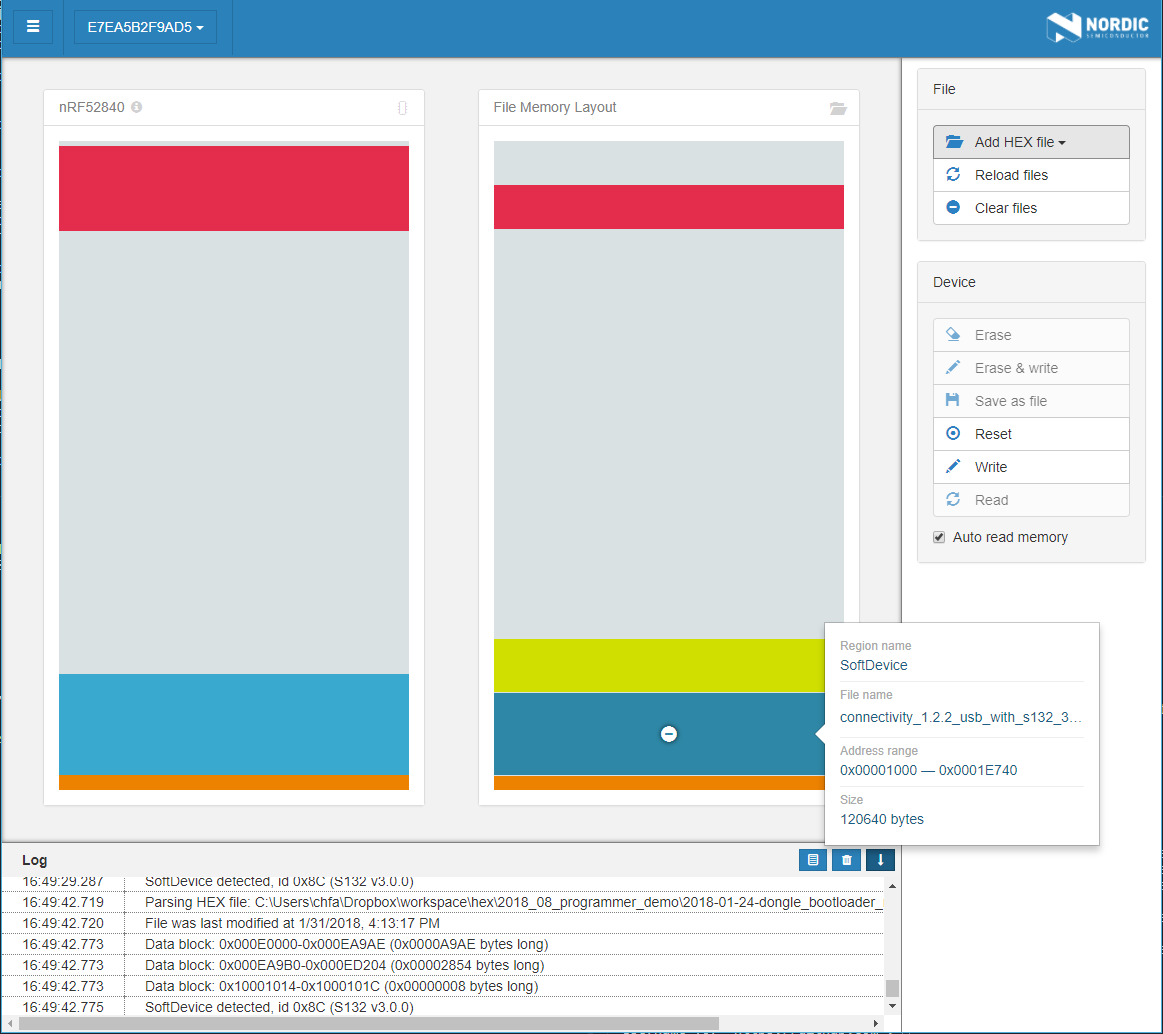 E7EA5B2F9AD5
NORDIC
SEMICONDUCTOR
nRF52840
File Memory Layout
File
Add HEX file
Reload files
Clear files
Device
Erase
Erase & write
Save as file
Reset
Write
Read
Auto read memory
Region name
SoftDevice
File name
connectivity_1.2.2_usb_with_s132_3...
Address range
0x00001000 — 0x0001E740
Size
120640 bytes
Log
16:49:29.287 SoftDevice detected, id 0x8C (S132 v3.0.0)
16:49:42.719 Parsing HEX file: C:\Users\chfa\Dropbox\workspace\hex\2018_08_programmer_demo\2018-01-24-dongle_bootloader_
16:49:42.720 File was last modified at 1/31/2018, 4:13:17 PM
16:49:42.773 Data block: 0x000E0000-0x000EA9AE (0x0000A9AE bytes long)
16:49:42.773 Data block: 0x000EA9B0-0x000ED204 (0x00002854 bytes long)
16:49:42.773 Data block: 0x10001014-0x1000101C (0x00000008 bytes long)
16:49:42.775 SoftDevice detected, id 0x8C (S132 v3.0.0)